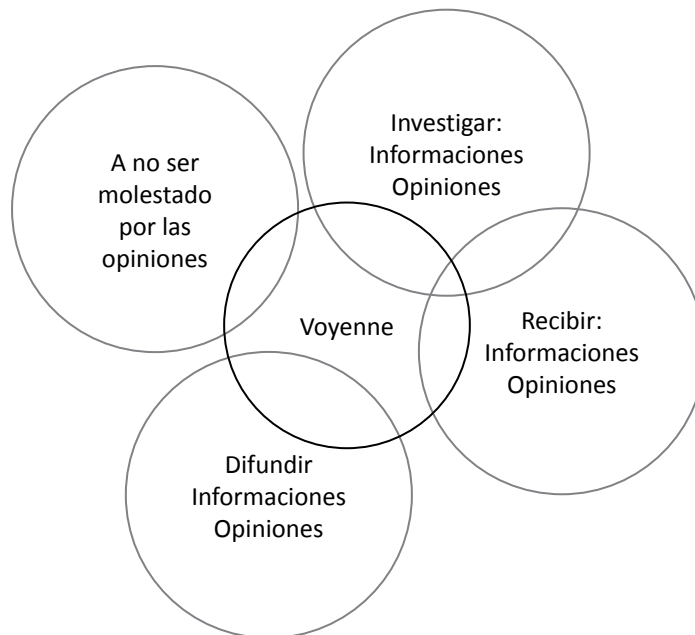 Investigar:
Informaciones
Opiniones
A no ser
molestado
por las
opiniones
Voyenne
Recibir:
Informaciones
Opiniones
Difundir
Informaciones
Opiniones